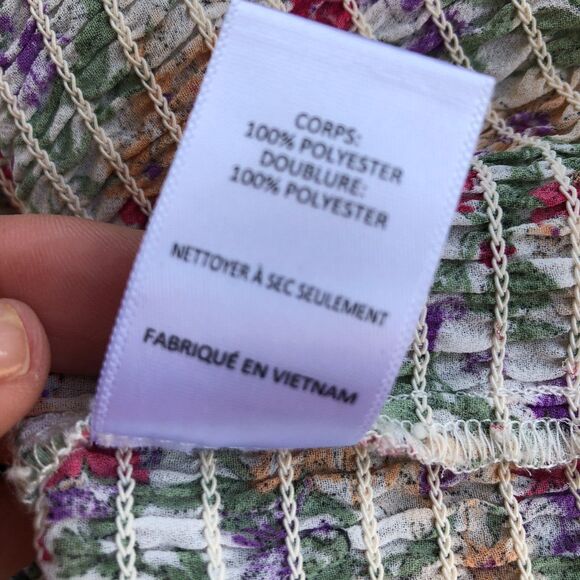 CORPS:
100% POLYESTER
DOUBLURE:
100% POLYESTER
NETTOYER À SEC SEULEMENT
FABRIQUÉ EN VIETNAM